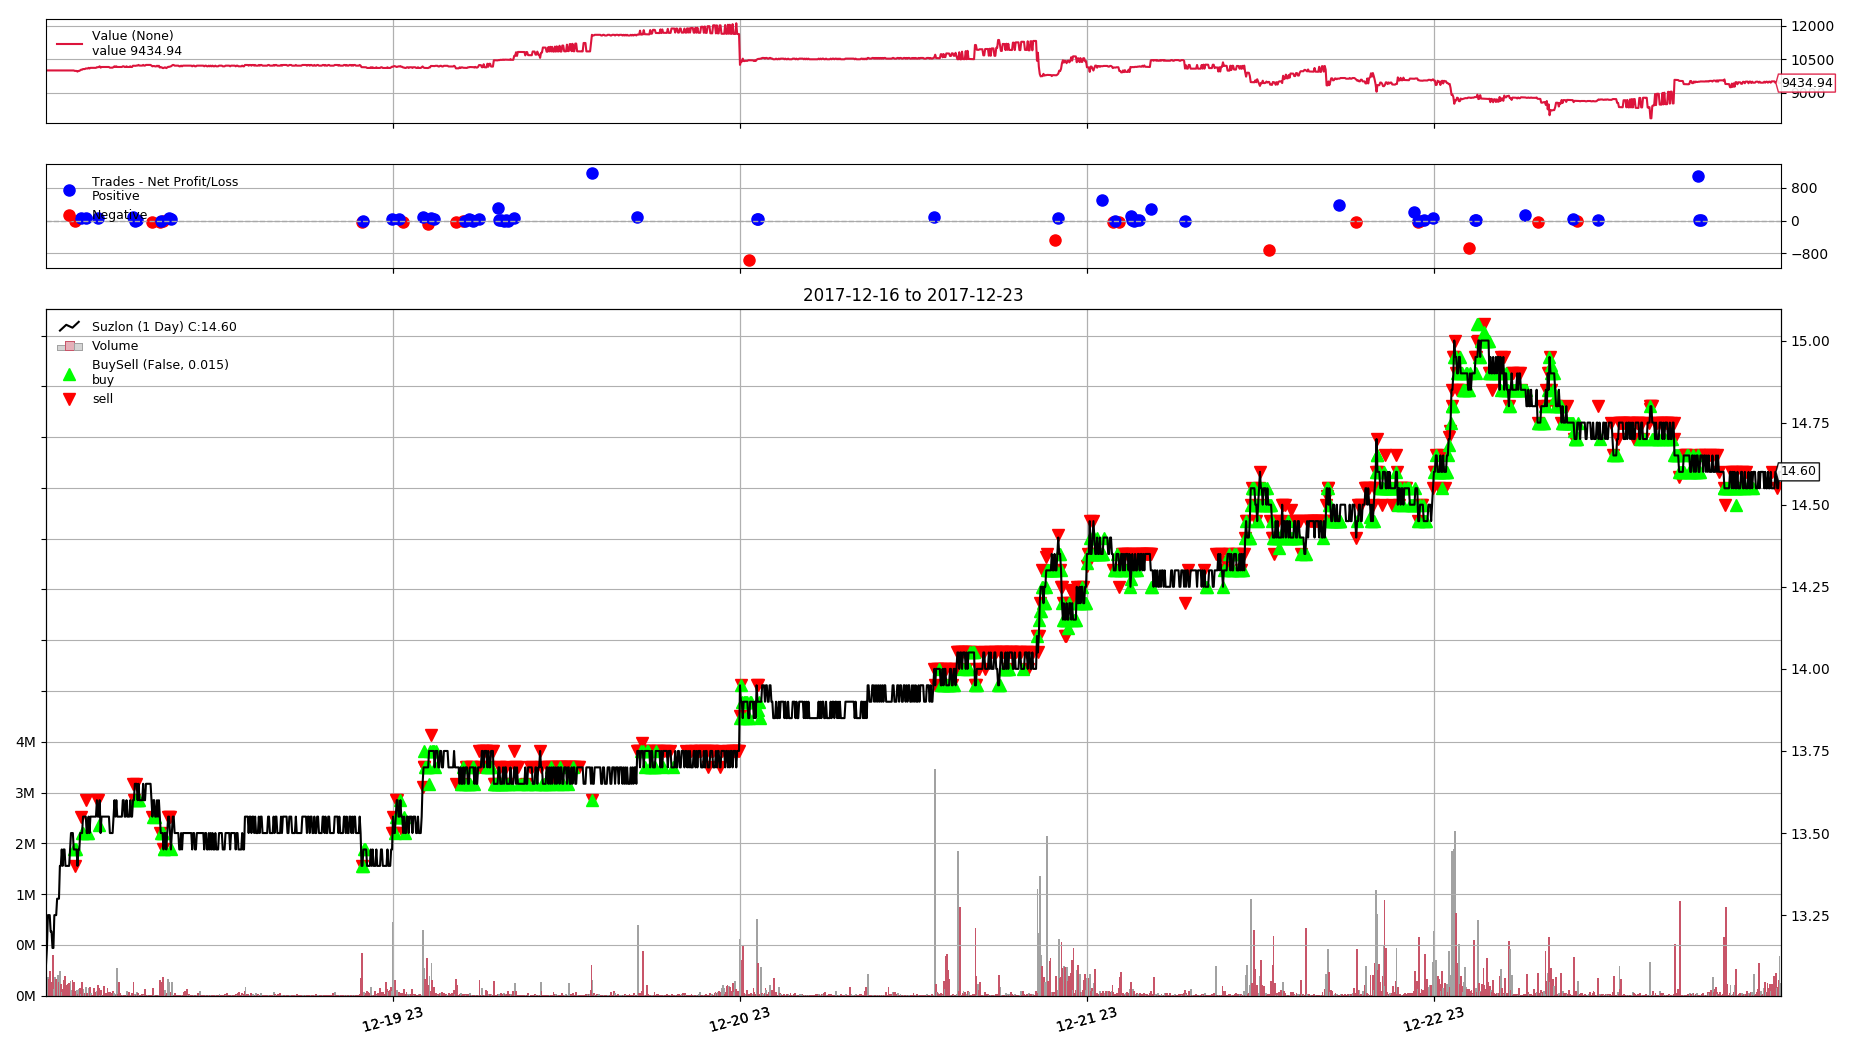 Value (None)
value 9434.94
12000
10500
9434.94
9000
Trades - Net Profit/Loss
Positive
Negative
800
0
−800
2017-12-16 to 2017-12-23
Suzlon (1 Day) C:14.60
Volume
BuySell (False, 0.015)
buy
sell
15.00
14.75
14.60
14.50
14.25
14.00
13.75
13.50
13.25
4M
3M
2M
1M
0M
0M
12-19 23
12-20 23
12-21 23
12-22 23